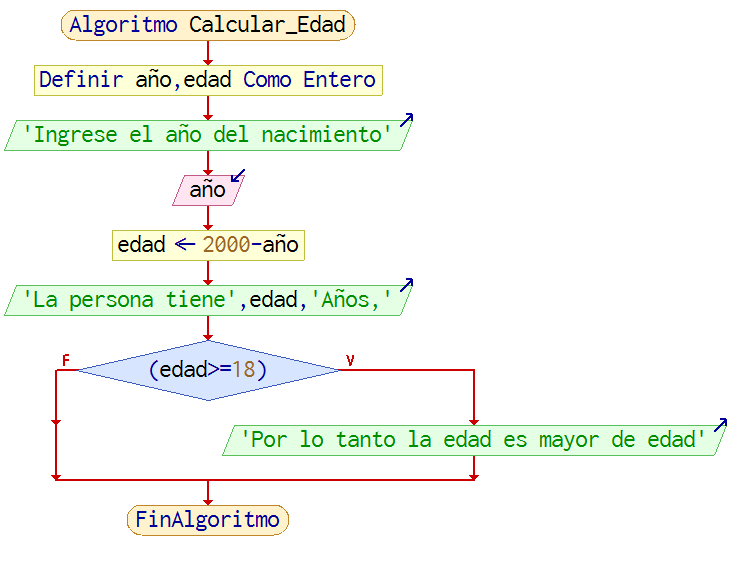 Algoritmo Calcular_Edad
Definir año,edad Como Entero
'Ingrese el año del nacimiento'
año
edad <- 2000-año
'La persona tiene',edad,'Años,'
(edad>=18)
F
V
'Por lo tanto la edad es mayor de edad'
FinAlgoritmo